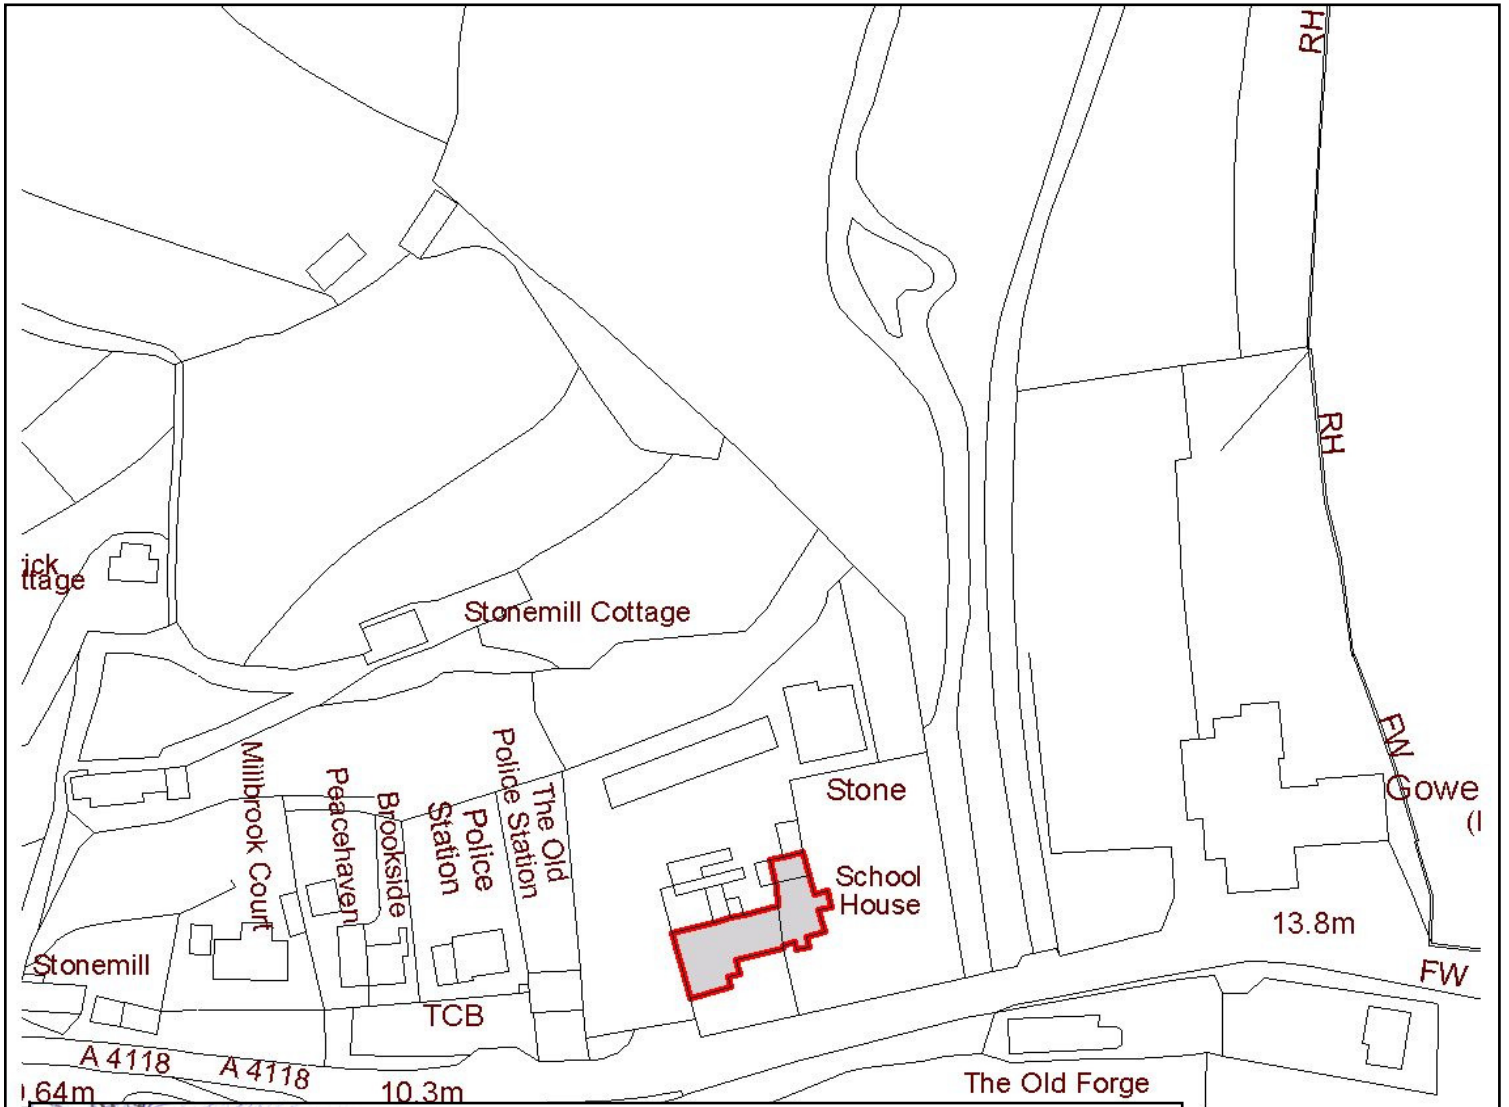 RH
RH
ick
ttage
Stonemill Cottage
FW
Gowe
(I
Millbrook Court
Peacehaven
Brookside
Police
Station
The Old
Police Station
Stone
School
House
13.8m
Stonemill
FW
TCB
A 4118
A 4118
.64m
10.3m
The Old Forge